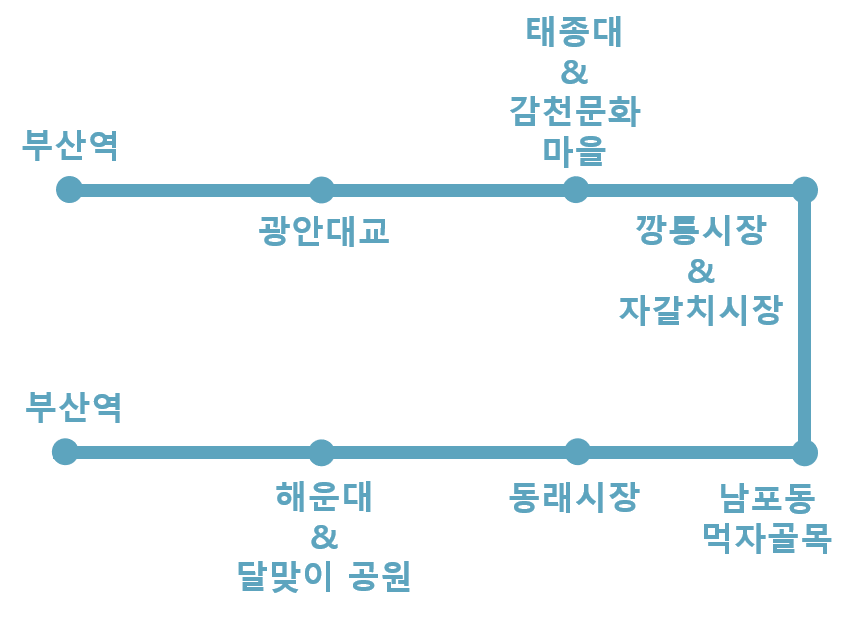 부산역
광안대교
태종대
&
감천문화
마을
깡통시장
&
자갈치시장
남포동
먹자골목
동래시장
해운대
&
달맞이 공원
부산역